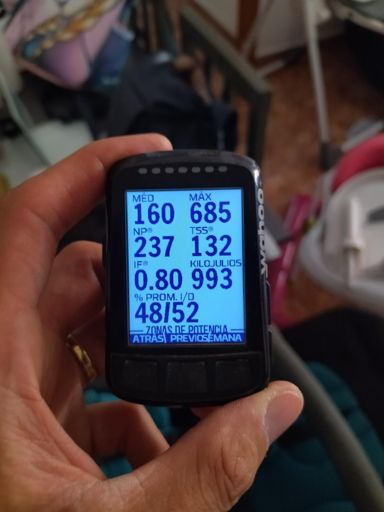 MÉD MÁX
160 685
NP® TSS®
237 132
IF® KILOJULIOS
0.80 993
% PROM. I/D
48/52
ZONAS DE POTENCIA
ATRÁS PREVIO SEMANA
wahoo